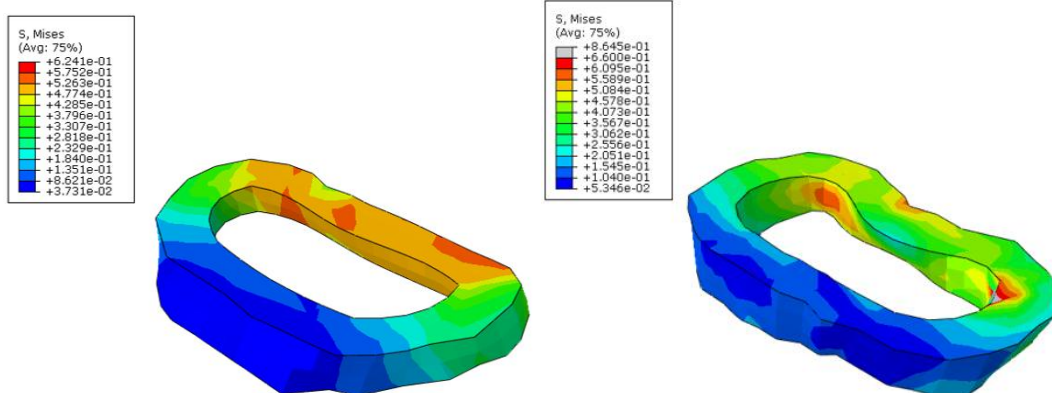 S, Mises
(Avg: 75%)
+6.241e-01
+5.752e-01
+5.263e-01
+4.774e-01
+4.285e-01
+3.796e-01
+3.307e-01
+2.818e-01
+2.329e-01
+1.840e-01
+1.351e-01
+8.621e-02
+3.731e-02
S, Mises
(Avg: 75%)
+8.645e-01
+6.600e-01
+6.095e-01
+5.589e-01
+5.084e-01
+4.578e-01
+4.073e-01
+3.567e-01
+3.062e-01
+2.556e-01
+2.051e-01
+1.545e-01
+1.040e-01
+5.346e-02